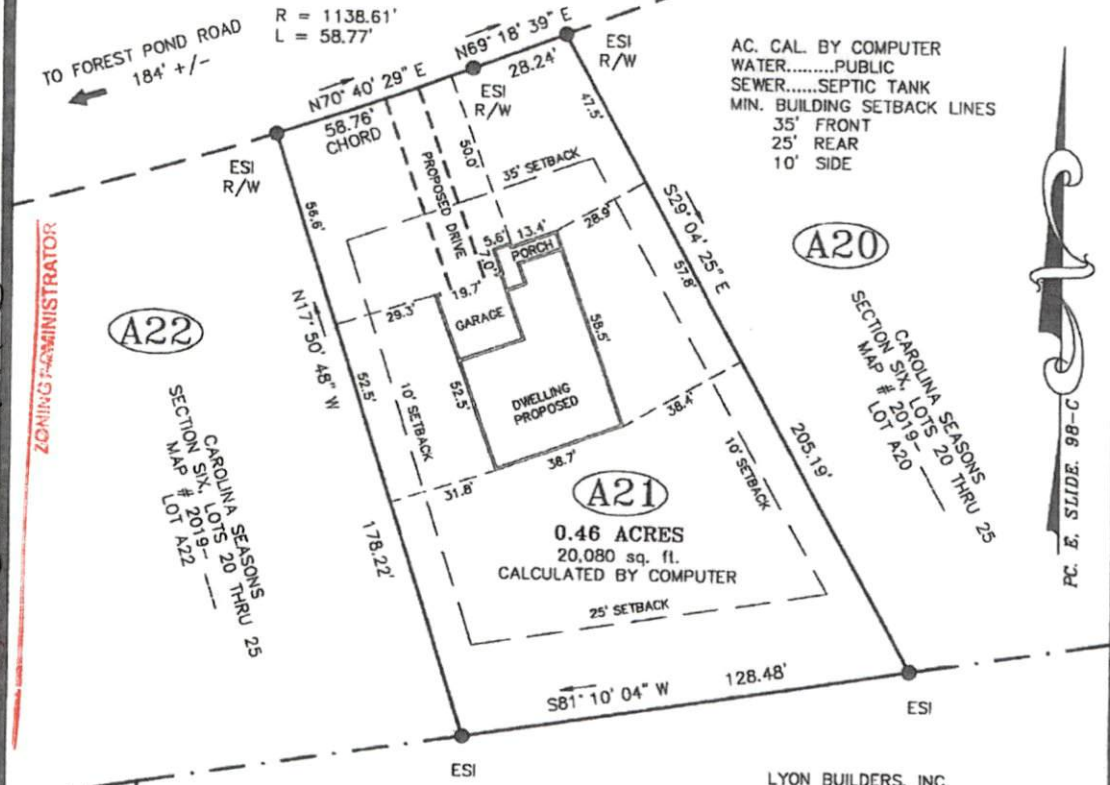 R = 1138.61'
L = 58.77'
TO FOREST POND ROAD
184' +/-
N70° 40' 29" E
58.76'
CHORD
N69° 18' 39" E
28.24'
ESI
R/W
ESI
R/W
ESI
R/W
AC. CAL. BY COMPUTER
WATER.........PUBLIC
SEWER......SEPTIC TANK
MIN. BUILDING SETBACK LINES
35' FRONT
25' REAR
10' SIDE
47.5'
50.0'
PROPOSED DRIVE
35' SETBACK
56.6'
S29° 04' 25" E
57.8'
205.19'
28.9'
5.6'
13.4'
7.0'
PORCH
19.7'
GARAGE
29.3'
58.5'
N17° 50' 48" W
52.5'
178.22'
10' SETBACK
52.5'
DWELLING
PROPOSED
38.4'
38.7'
31.8'
10' SETBACK
A20
CAROLINA SEASONS
SECTION SIX, LOTS 20 THRU 25
MAP # 2019-
LOT A20
A22
CAROLINA SEASONS
SECTION SIX, LOTS 20 THRU 25
MAP # 2019-
LOT A22
ZONING ADMINISTRATOR
A21
0.46 ACRES
20,080 sq. ft.
CALCULATED BY COMPUTER
25' SETBACK
S81° 10' 04" W
128.48'
ESI
ESI
PC. E, SLIDE. 98-C
LYON BUILDERS, INC